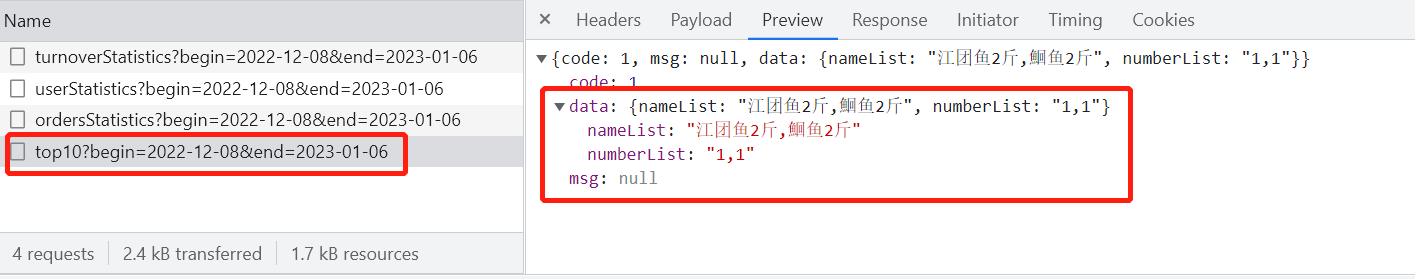 Name
turnoverStatistics?begin=2022-12-08&end=2023-01-06
userStatistics?begin=2022-12-08&end=2023-01-06
ordersStatistics?begin=2022-12-08&end=2023-01-06
top10?begin=2022-12-08&end=2023-01-06
4 requests 2.4 kB transferred 1.7 kB resources
× Headers Payload Preview Response Initiator Timing Cookies
▼{code: 1, msg: null, data: {nameList: "江团鱼2斤,鮰鱼2斤", numberList: "1,1"}}
code: 1
▼data: {nameList: "江团鱼2斤,鮰鱼2斤", numberList: "1,1"}
nameList: "江团鱼2斤,鮰鱼2斤"
numberList: "1,1"
msg: null